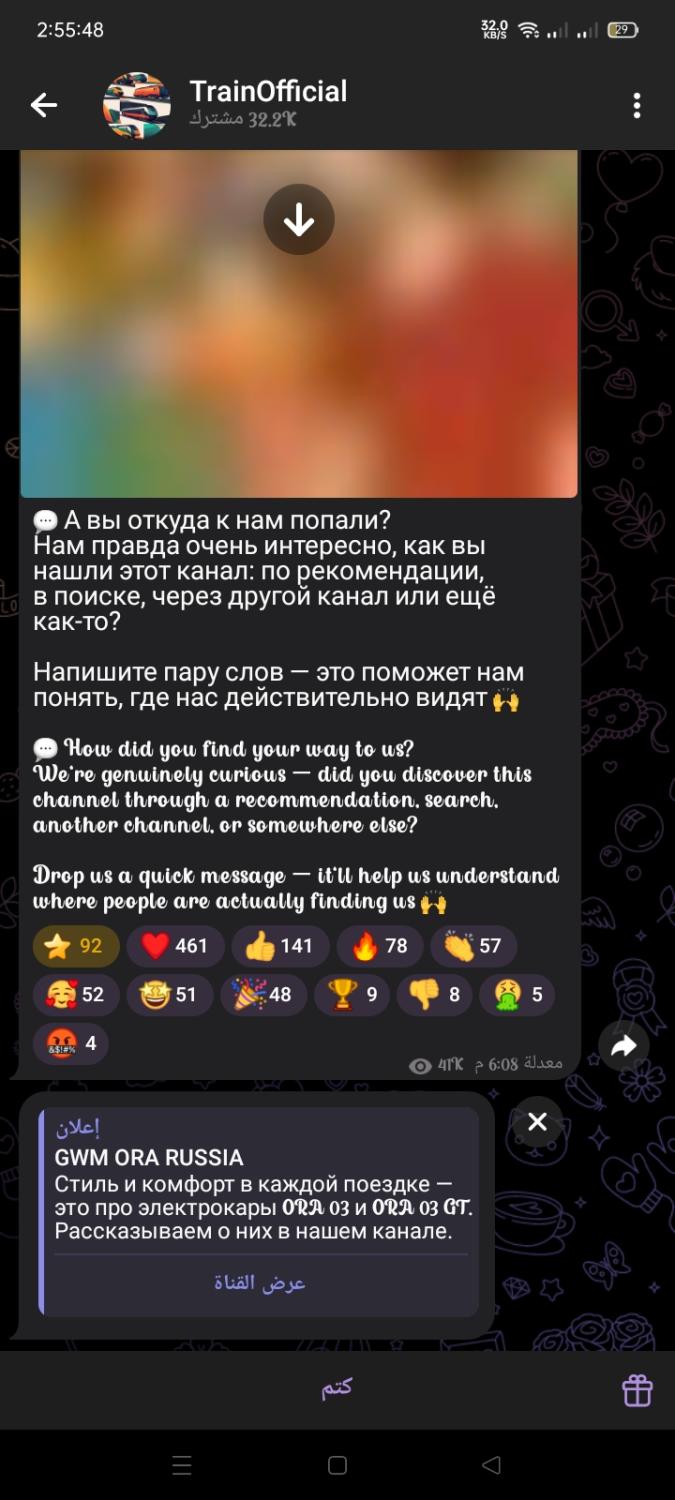 2:55:48
32.0 KB/S
29
TrainOfficial
32.2K مشترك
💬 А вы откуда к нам попали?
Нам правда очень интересно, как вы
нашли этот канал: по рекомендации,
в поиске, через другой канал или ещё
как-то?
Напишите пару слов — это поможет нам
понять, где нас действительно видят 🙌
💬 How did you find your way to us?
We're genuinely curious — did you discover this
channel through a recommendation, search,
another channel, or somewhere else?
Drop us a quick message — it'll help us understand
where people are actually finding us 🙌
⭐ 92 ❤️ 461 👍 141 🔥 78 👏 57
🥰 52 🤩 51 🎉 48 🏆 9 👎 8 🤮 5
🤬 4
41K معدلة 6:08 م
إعلان
GWM ORA RUSSIA
Стиль и комфорт в каждой поездке —
это про электрокары ORA 03 и ORA 03 GT.
Рассказываем о них в нашем канале.
عرض القناة
كتم